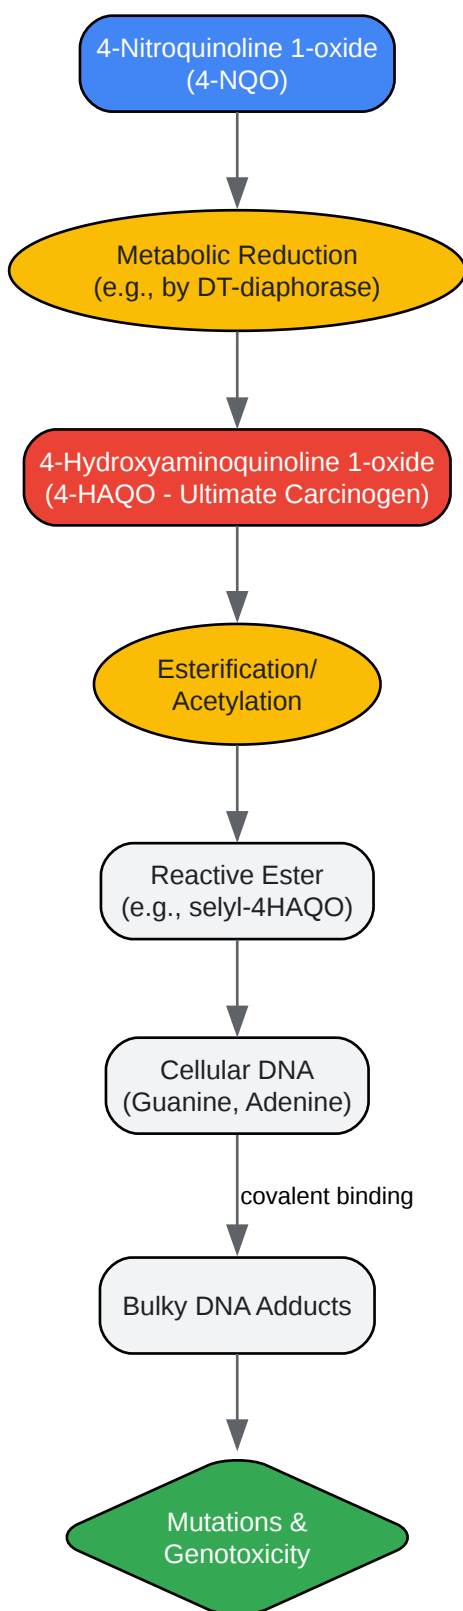 4-Nitroquinoline 1-oxide
(4-NQO)
Metabolic Reduction
(e.g., by DT-diaphorase)
4-Hydroxyaminoquinoline 1-oxide
(4-HAQO - Ultimate Carcinogen)
Esterification/
Acetylation
Reactive Ester
(e.g., selyl-4HAQO)
Cellular DNA
(Guanine, Adenine)
covalent binding
Bulky DNA Adducts
Mutations &
Genotoxicity